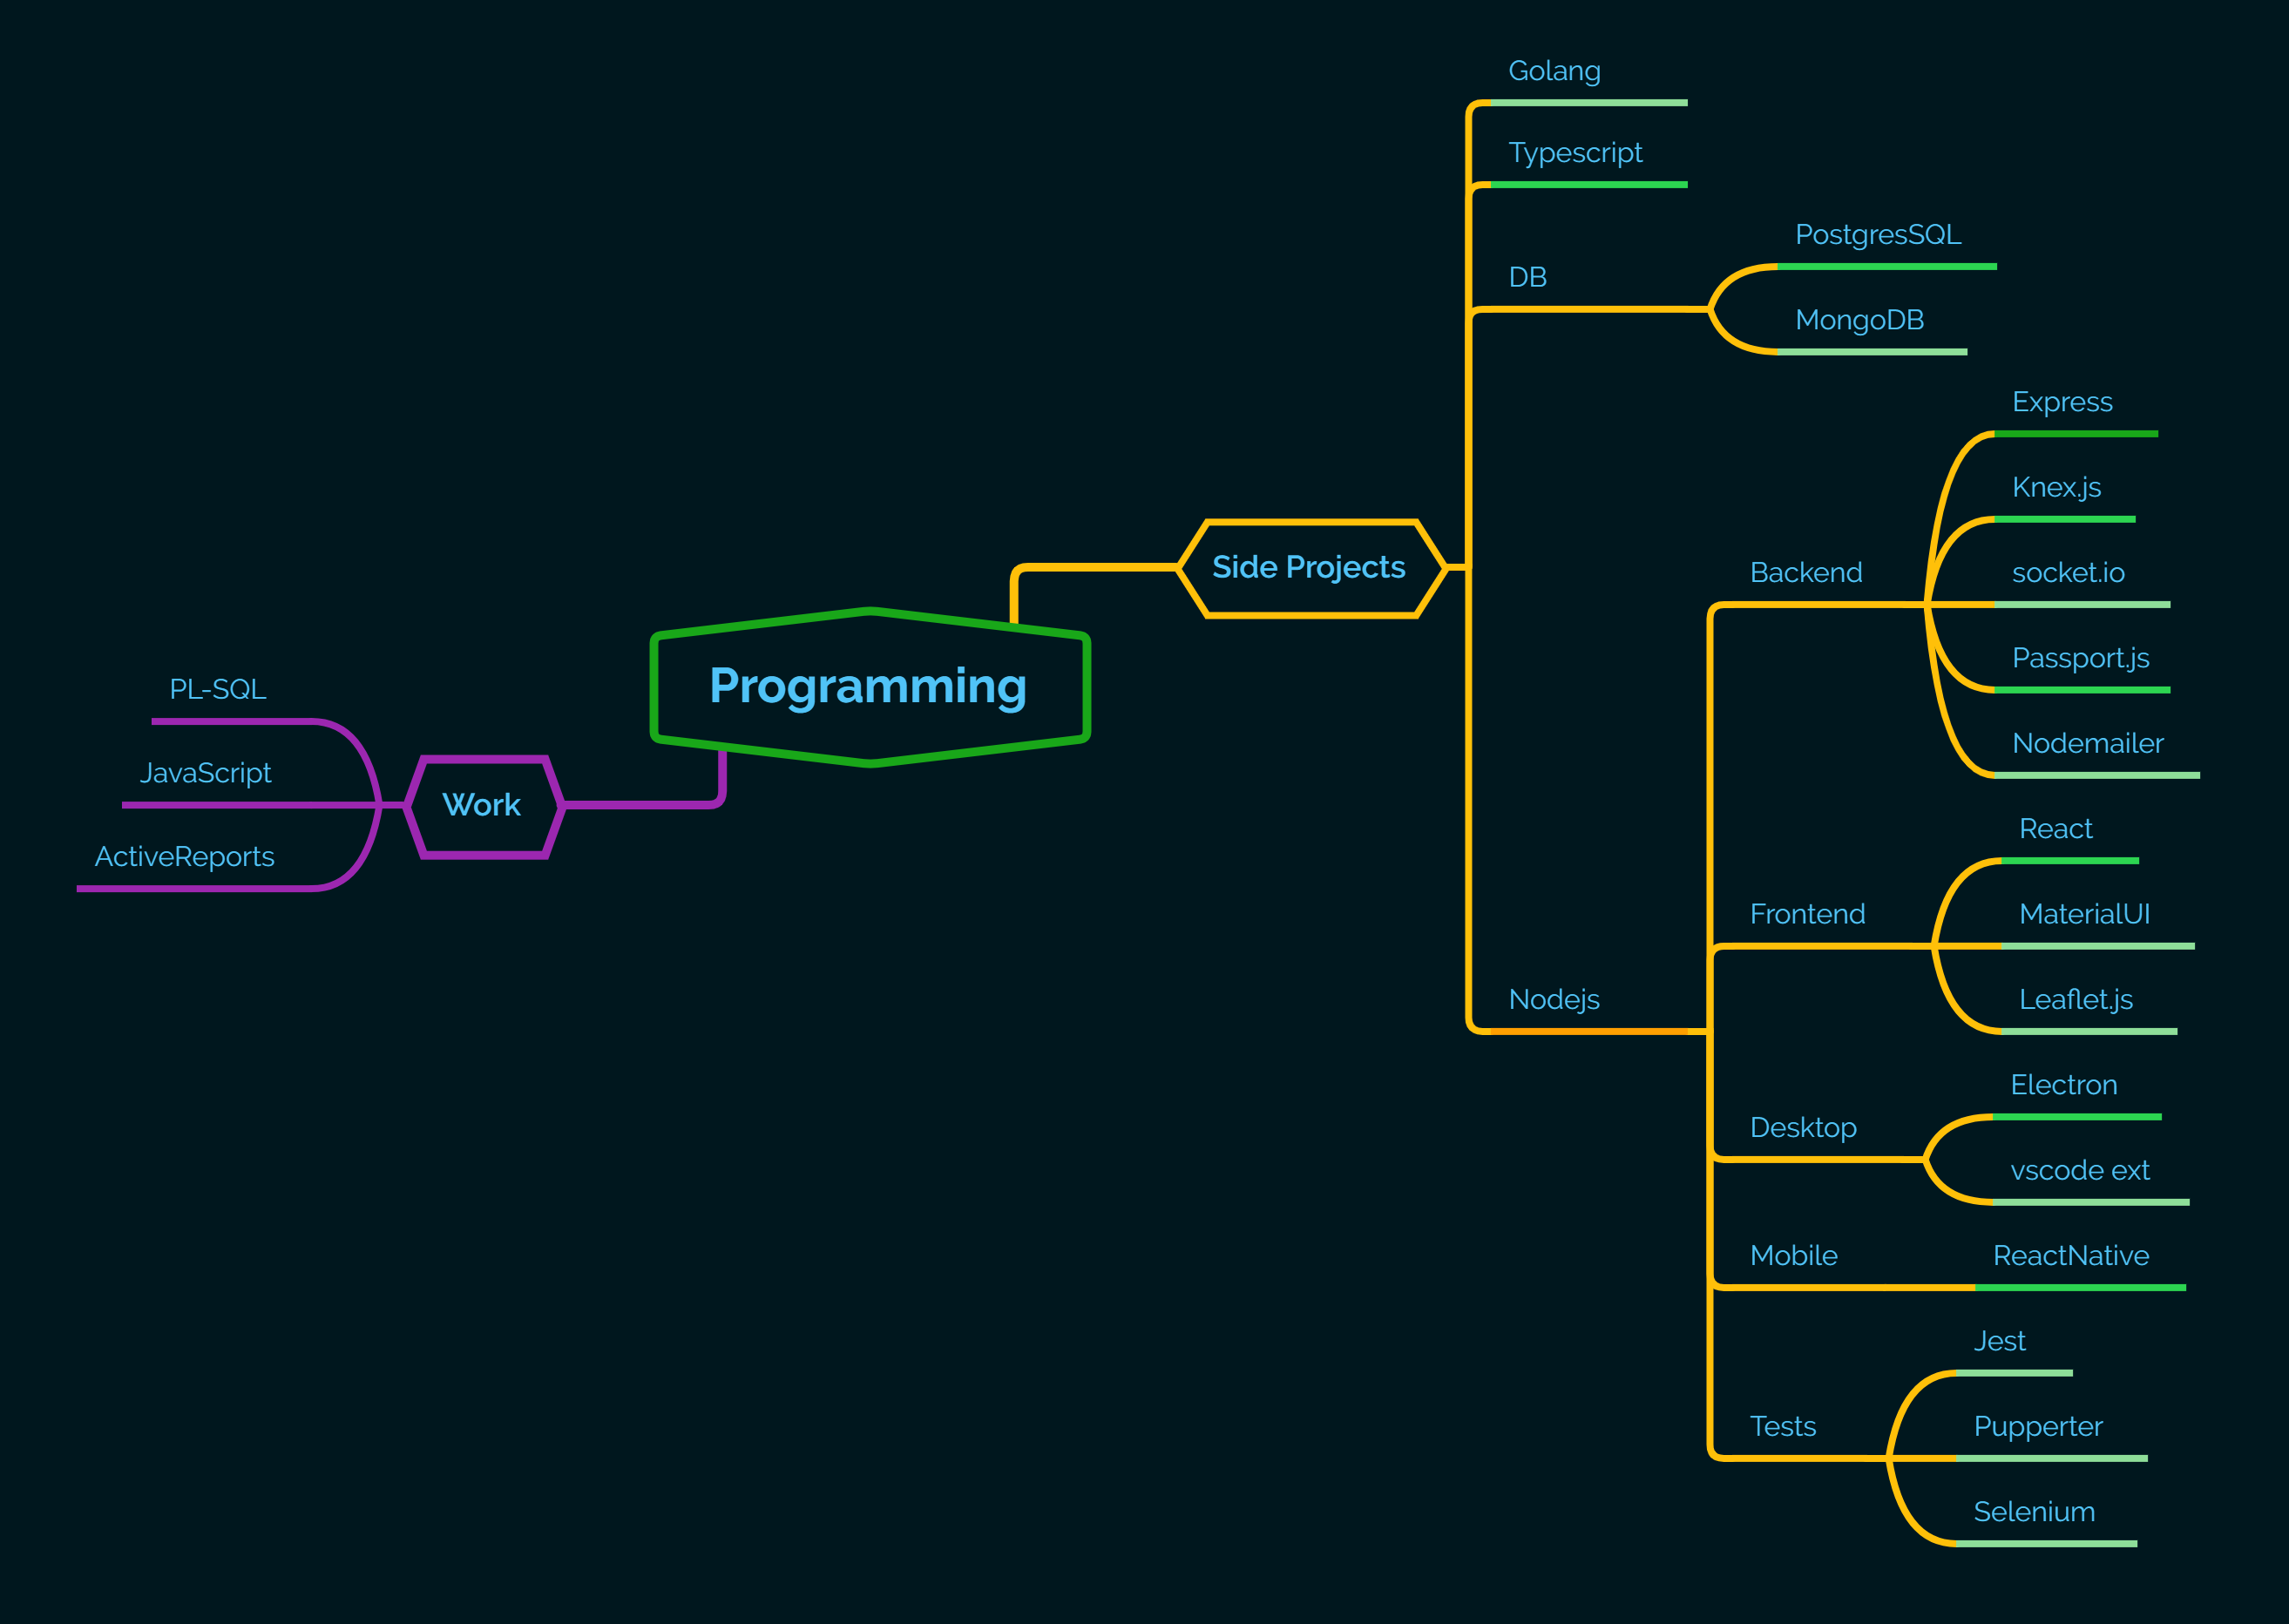 Programming
Work
PL-SQL
JavaScript
ActiveReports
Side Projects
Golang
Typescript
DB
PostgresSQL
MongoDB
Nodejs
Backend
Express
Knex.js
socket.io
Passport.js
Nodemailer
Frontend
React
MaterialUI
Leaflet.js
Desktop
Electron
vscode ext
Mobile
ReactNative
Tests
Jest
Pupperter
Selenium